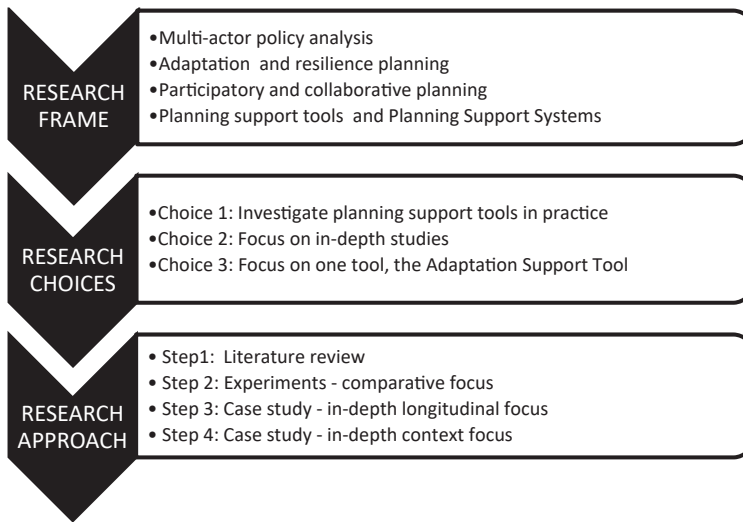 RESEARCH
FRAME
•Multi-actor policy analysis
•Adaptation and resilience planning
•Participatory and collaborative planning
•Planning support tools and Planning Support Systems
RESEARCH
CHOICES
•Choice 1: Investigate planning support tools in practice
•Choice 2: Focus on in-depth studies
•Choice 3: Focus on one tool, the Adaptation Support Tool
RESEARCH
APPROACH
• Step1: Literature review
• Step 2: Experiments - comparative focus
• Step 3: Case study - in-depth longitudinal focus
• Step 4: Case study - in-depth context focus